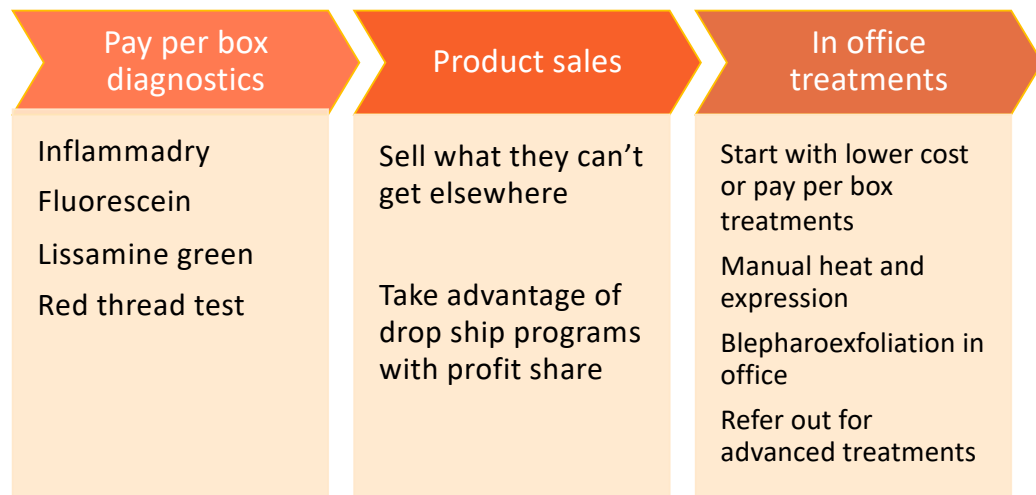 Pay per box
diagnostics
Inflammadry
Fluorescein
Lissamine green
Red thread test
Product sales
Sell what they can’t
get elsewhere
Take advantage of
drop ship programs
with profit share
In office
treatments
Start with lower cost
or pay per box
treatments
Manual heat and
expression
Blepharoexfoliation in
office
Refer out for
advanced treatments